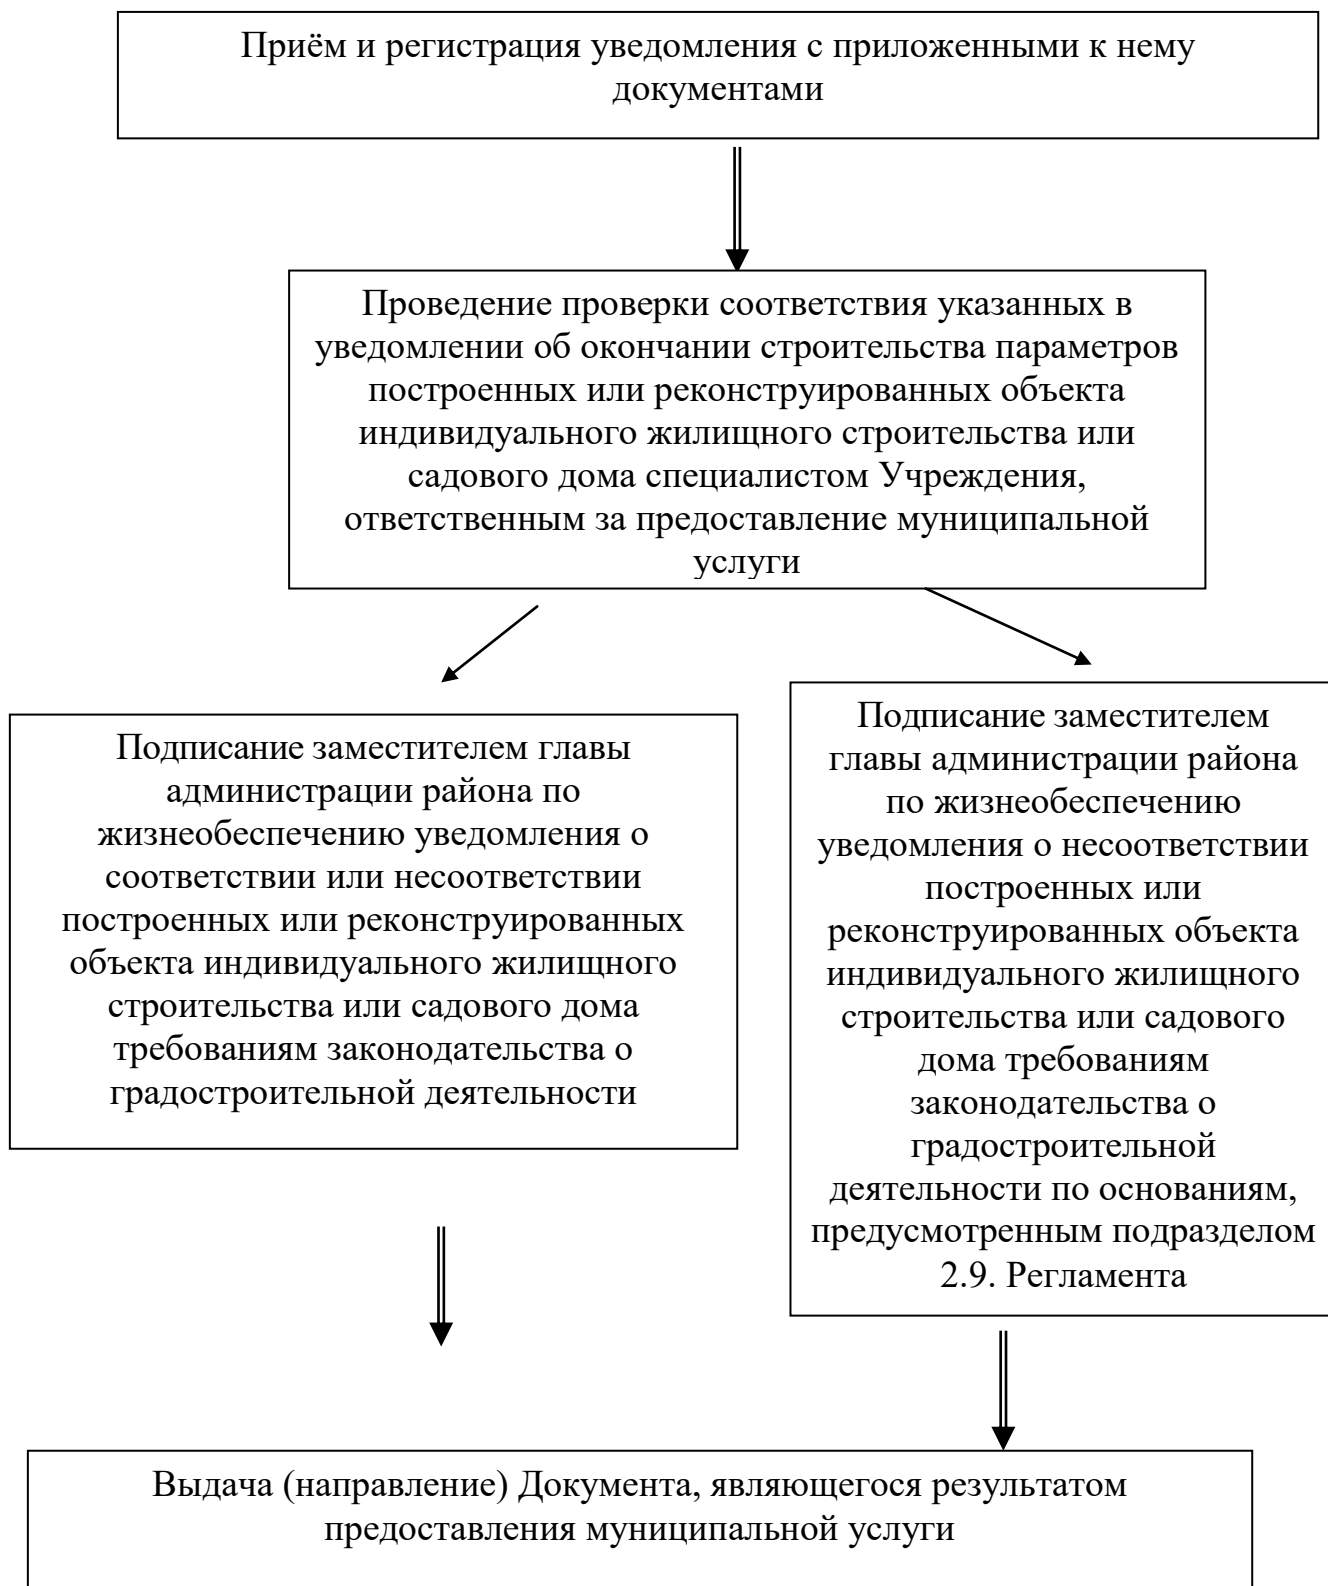 Приём и регистрация уведомления с приложенными к нему
документами
Проведение проверки соответствия указанных в
уведомлении об окончании строительства параметров
построенных или реконструированных объекта
индивидуального жилищного строительства или
садового дома специалистом Учреждения,
ответственным за предоставление муниципальной
услуги
Подписание заместителем главы
администрации района по
жизнеобеспечению уведомления о
соответствии или несоответствии
построенных или реконструированных
объекта индивидуального жилищного
строительства или садового дома
требованиям законодательства о
градостроительной деятельности
Подписание заместителем
главы администрации района
по жизнеобеспечению
уведомления о несоответствии
построенных или
реконструированных объекта
индивидуального жилищного
строительства или садового
дома требованиям
законодательства о
градостроительной
деятельности по основаниям,
предусмотренным подразделом
2.9. Регламента
Выдача (направление) Документа, являющегося результатом
предоставления муниципальной услуги